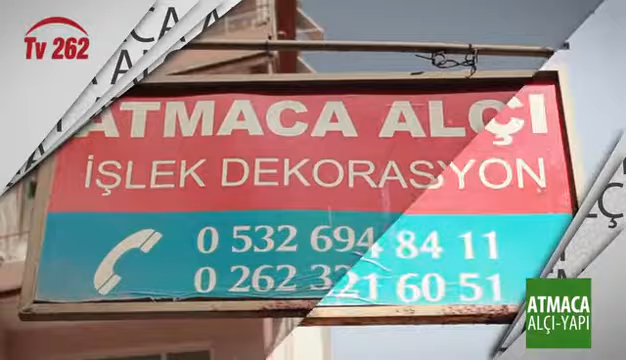 Tv 262
ATMACA ALÇI
İŞLEK DEKORASYON
0 532 694 84 11
0 262 321 60 51
ATMACA
ALÇI-YAPI